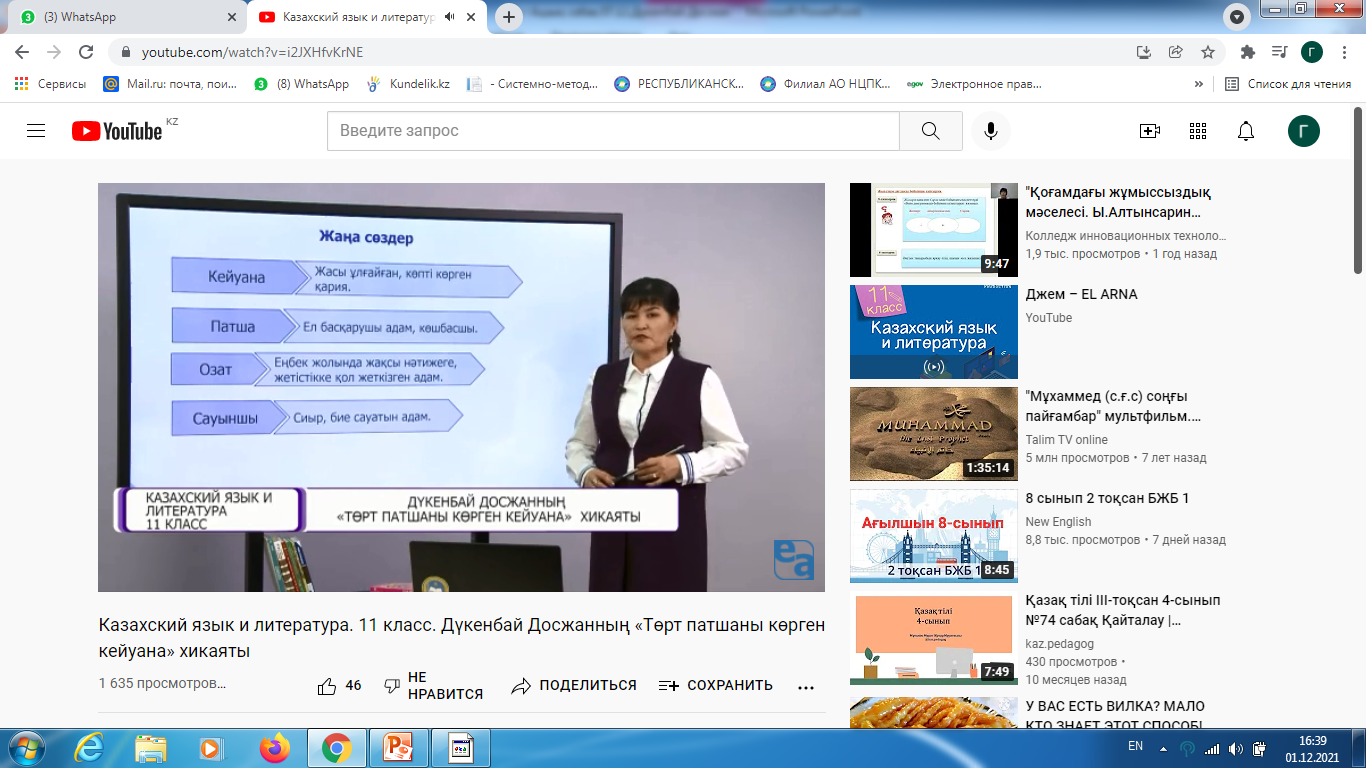 (3) WhatsApp
Казахский язык и литератур
youtube.com/watch?v=i2JXHfvKrNE
Г
Сервисы
Mail.ru: почта, пои...
(8) WhatsApp
Kundelik.kz
- Системно-метод...
РЕСПУБЛИКАНСК...
Филиал АО НЦПК...
egov
Электронное прав...
»
Список для чтения
YouTube KZ
Введите запрос
Г
Жаңа сөздер
Кейуана
Жасы ұлғайған, көпті көрген
қария.
Патша
Ел басқарушы адам, көшбасшы.
Озат
Еңбек жолында жақсы нәтижеге,
жетістікке қол жеткізген адам.
Сауыншы
Сиыр, бие сауатын адам.
КАЗАХСКИЙ ЯЗЫК И
ЛИТЕРАТУРА
11 КЛАСС
ДҮКЕНБАЙ ДОСЖАННЫҢ
«ТӨРТ ПАТШАНЫ КӨРГЕН КЕЙУАНА» ХИКАЯТЫ
ea
Казахский язык и литература. 11 класс. Дүкенбай Досжанның «Төрт патшаны көрген
кейуана» хикаяты
1 635 просмотров...
46
НЕ
НРАВИТСЯ
ПОДЕЛИТЬСЯ
СОХРАНИТЬ
9:47
"Қоғамдағы жұмыссыздық
мәселесі. Ы.Алтынсарин...
Колледж инновационных техноло...
1,9 тыс. просмотров • 1 год назад
11
КЛАСС
Казахский язык
и литература
Джем – EL ARNA
YouTube
MUHAMMAD
Die Last Prophet
1:35:14
"Мұхаммед (с.ғ.с) соңғы
пайғамбар" мультфильм....
Talim TV online
5 млн просмотров • 7 лет назад
Ағылшын 8-сынып
2 тоқсан БЖБ 1
8:45
8 сынып 2 тоқсан БЖБ 1
New English
8,8 тыс. просмотров • 7 дней назад
Қазақ тілі
4-сынып
7:49
Қазақ тілі III-тоқсан 4-сынып
№74 сабақ Қайталау |...
kaz.pedagog
430 просмотров •
10 месяцев назад
У ВАС ЕСТЬ ВИЛКА? МАЛО
КТО ЗНАЕТ ЭТОТ СПОСОБ!
EN
16:39
01.12.2021